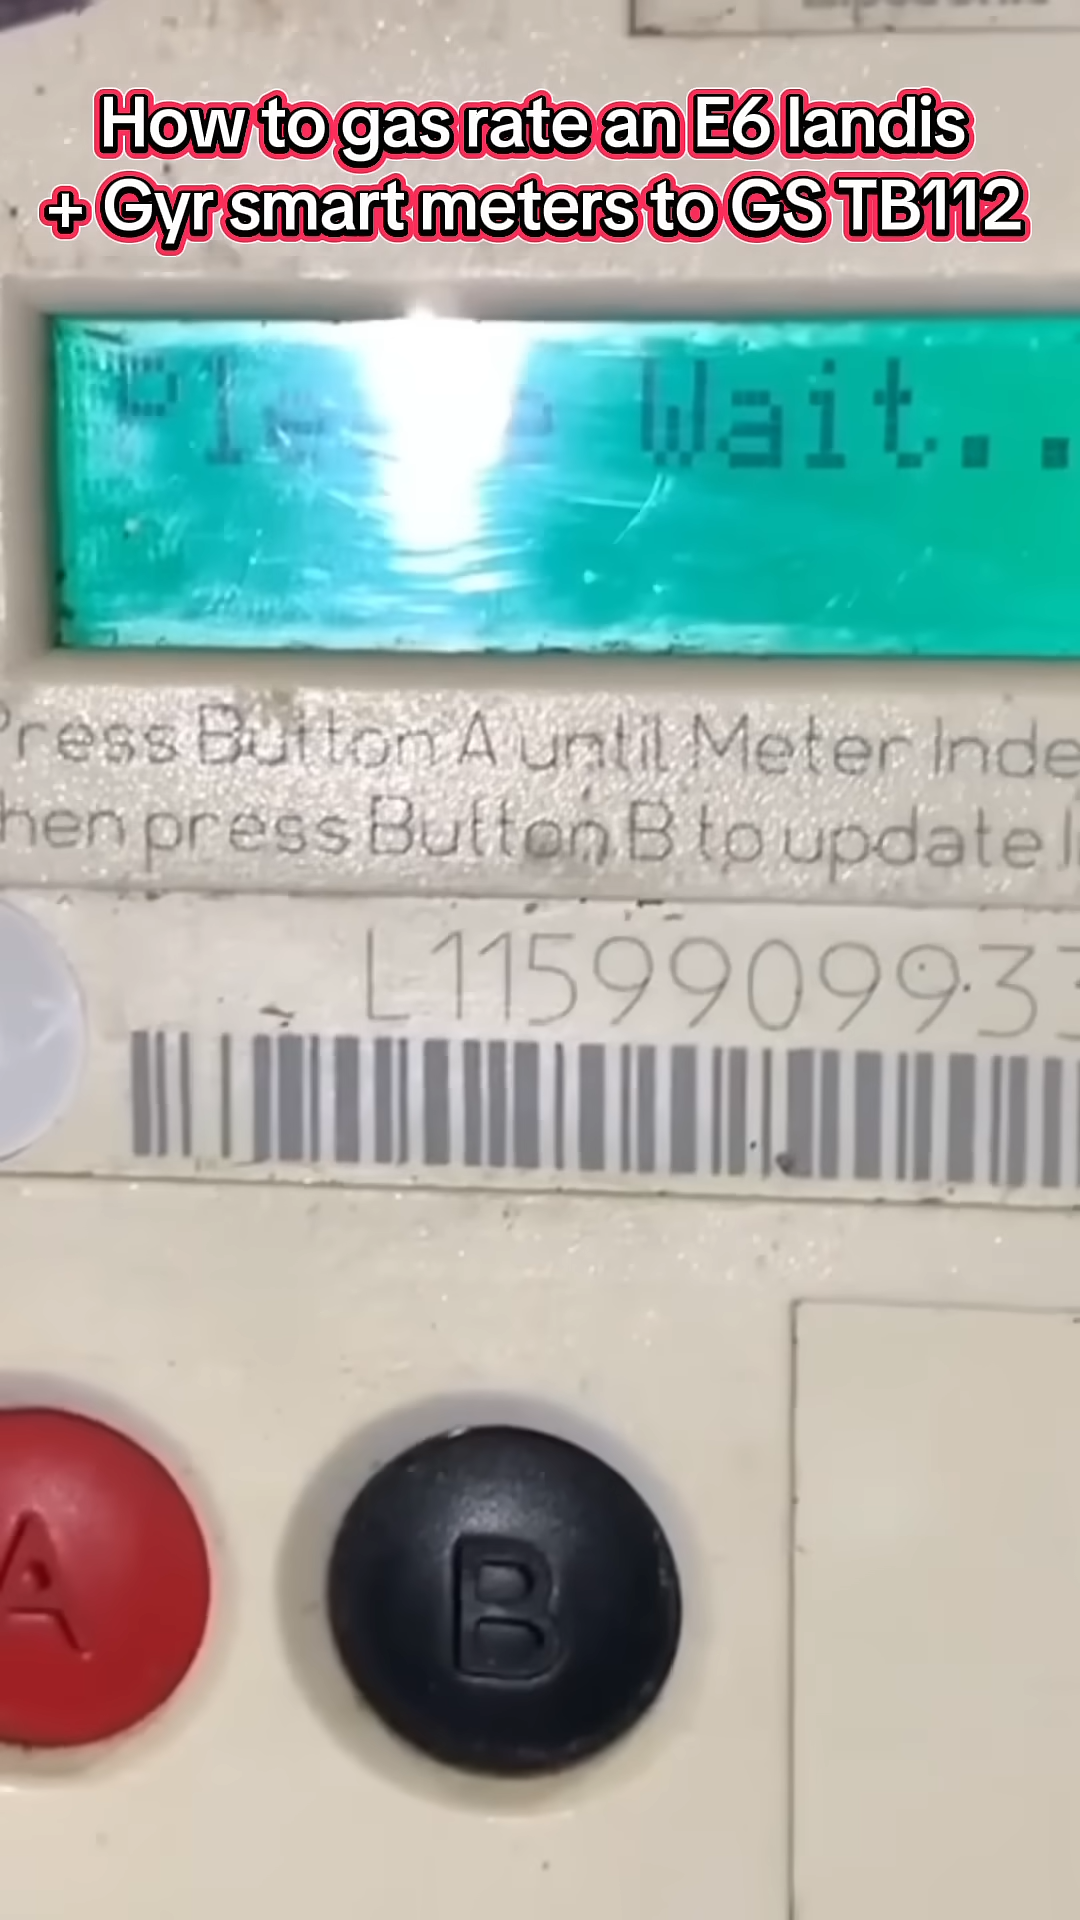 How to gas rate an E6 landis
+ Gyr smart meters to GS TB112
Please Wait..
Press Button A until Meter Inde
hen press Button B to update I
L1159909933
A
B